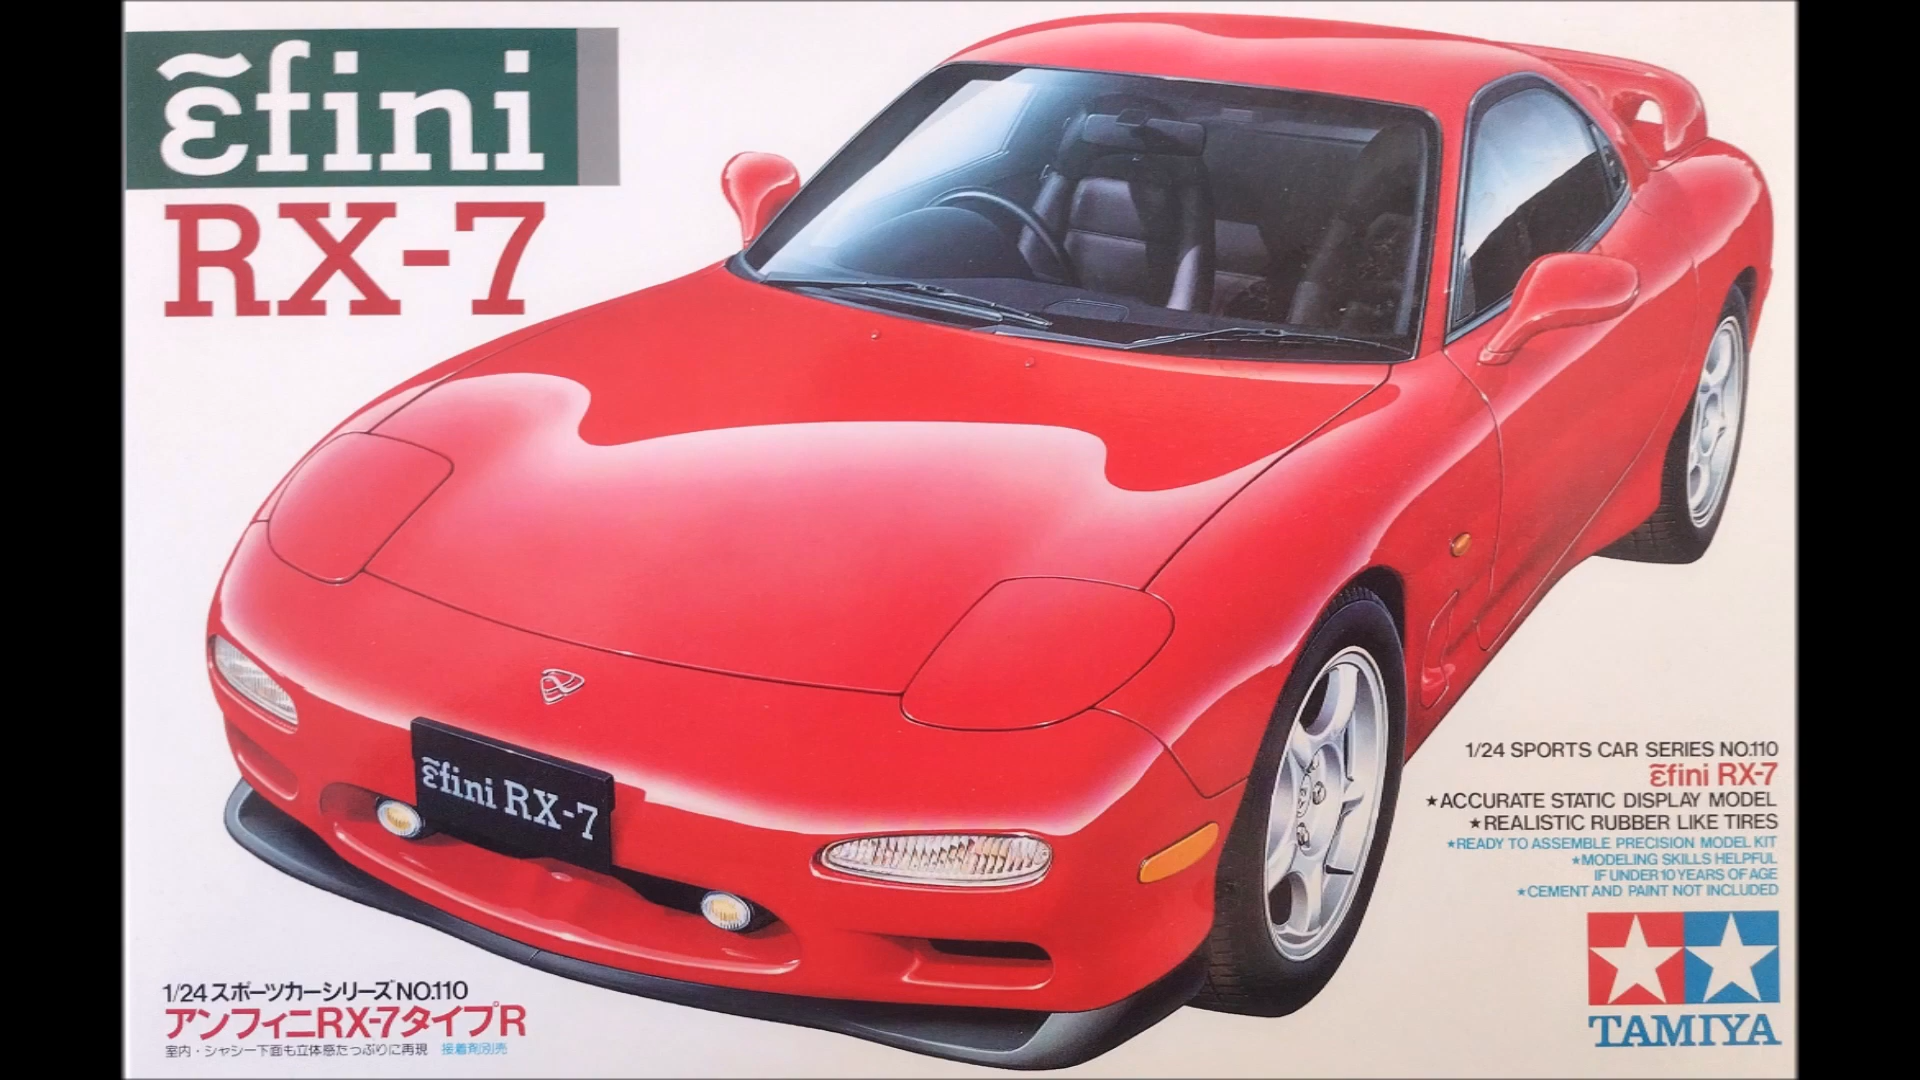 ε̃fini
RX-7
ε̃fini RX-7
1/24 SPORTS CAR SERIES NO.110
ε̃fini RX-7
★ACCURATE STATIC DISPLAY MODEL
★REALISTIC RUBBER LIKE TIRES
★READY TO ASSEMBLE PRECISION MODEL KIT
★MODELING SKILLS HELPFUL
IF UNDER 10 YEARS OF AGE
★CEMENT AND PAINT NOT INCLUDED
TAMIYA
1/24 スポーツカーシリーズ NO.110
アンフィニRX-7タイプR
室内・シャシー下面も立体感たっぷりに再現 接着剤別売